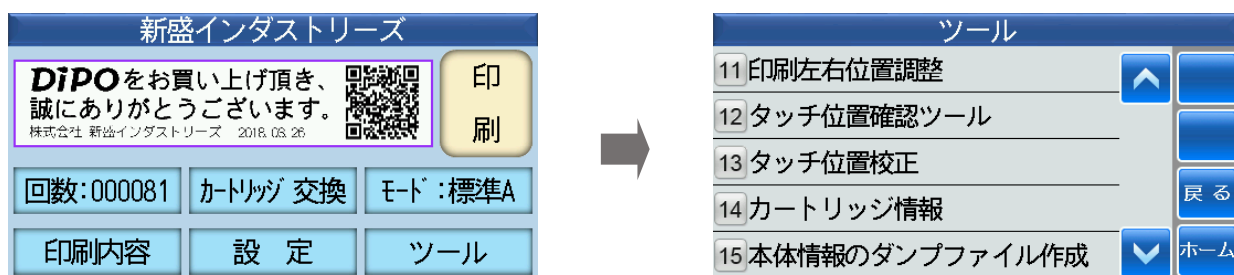 新盛インダストリーズ
DiPOをお買い上げ頂き、
誠にありがとうございます。
株式会社 新盛インダストリーズ 2018.03.26
印刷
回数:000081
ｶｰﾄﾘｯｼﾞ 交換
ﾓｰﾄﾞ:標準A
印刷内容
設 定
ツール
ツール
11 印刷左右位置調整
12 タッチ位置確認ツール
13 タッチ位置校正
14 カートリッジ情報
15 本体情報のダンプファイル作成
戻 る
ホーム